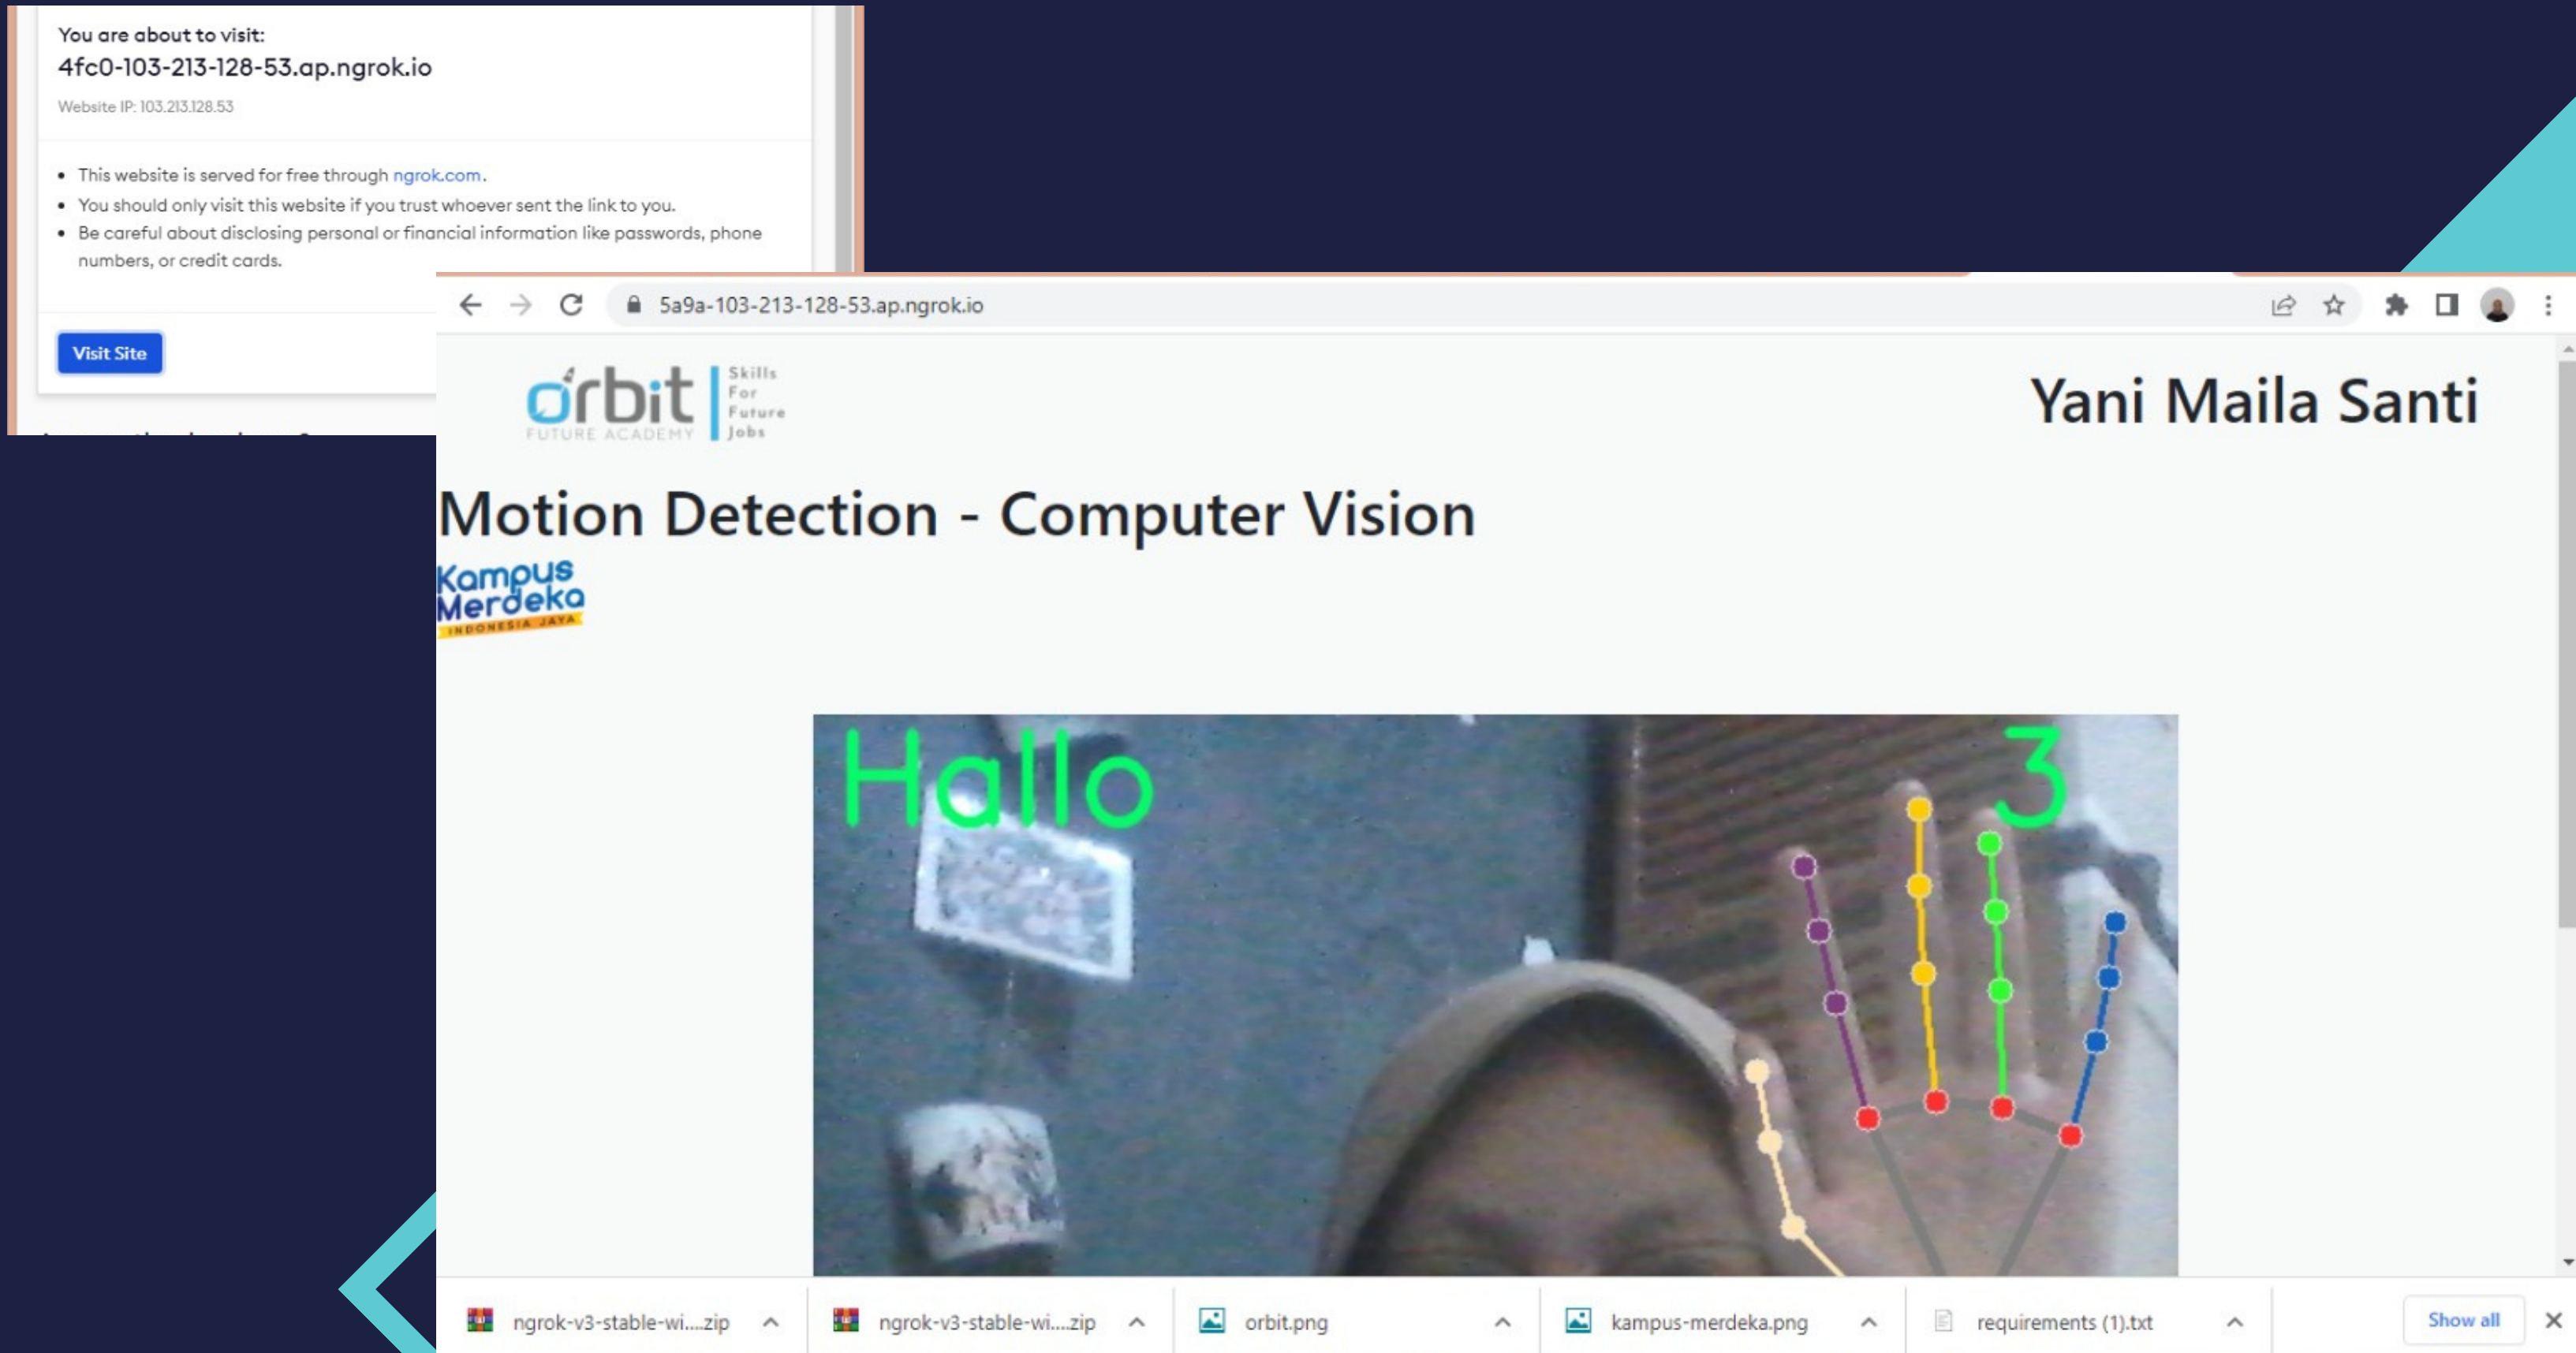 You are about to visit:
4fc0-103-213-128-53.ap.ngrok.io
Website IP: 103.213.128.53
• This website is served for free through ngrok.com.
• You should only visit this website if you trust whoever sent the link to you.
• Be careful about disclosing personal or financial information like passwords, phone
numbers, or credit cards.
Visit Site
5a9a-103-213-128-53.ap.ngrok.io
orbit
FUTURE ACADEMY
Skills
For
Future
Jobs
Yani Maila Santi
Motion Detection - Computer Vision
Kampus
Merdeka
INDONESIA JAYA
Hallo
3
ngrok-v3-stable-wi....zip
ngrok-v3-stable-wi....zip
orbit.png
kampus-merdeka.png
requirements (1).txt
Show all